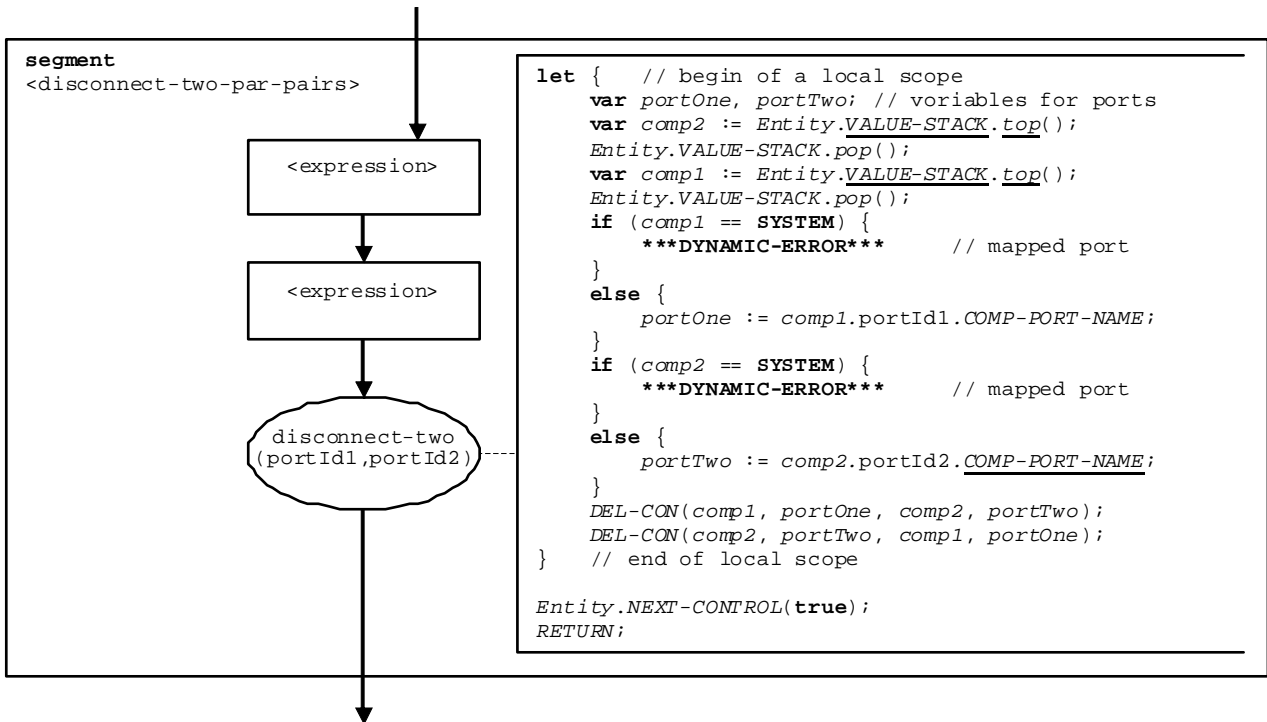 segment
<disconnect-two-par-pairs>
<expression>
<expression>
disconnect-two
(portId1,portId2)
let {   // begin of a local scope
    var portOne, portTwo; // voriables for ports
    var comp2 := Entity.VALUE-STACK.top();
    Entity.VALUE-STACK.pop();
    var comp1 := Entity.VALUE-STACK.top();
    Entity.VALUE-STACK.pop();
    if (comp1 == SYSTEM) {
        ***DYNAMIC-ERROR***     // mapped port
    }
    else {
        portOne := comp1.portId1.COMP-PORT-NAME;
    }
    if (comp2 == SYSTEM) {
        ***DYNAMIC-ERROR***     // mapped port
    }
    else {
        portTwo := comp2.portId2.COMP-PORT-NAME;
    }
    DEL-CON(comp1, portOne, comp2, portTwo);
    DEL-CON(comp2, portTwo, comp1, portOne);
}   // end of local scope
Entity.NEXT-CONTROL(true);
RETURN;